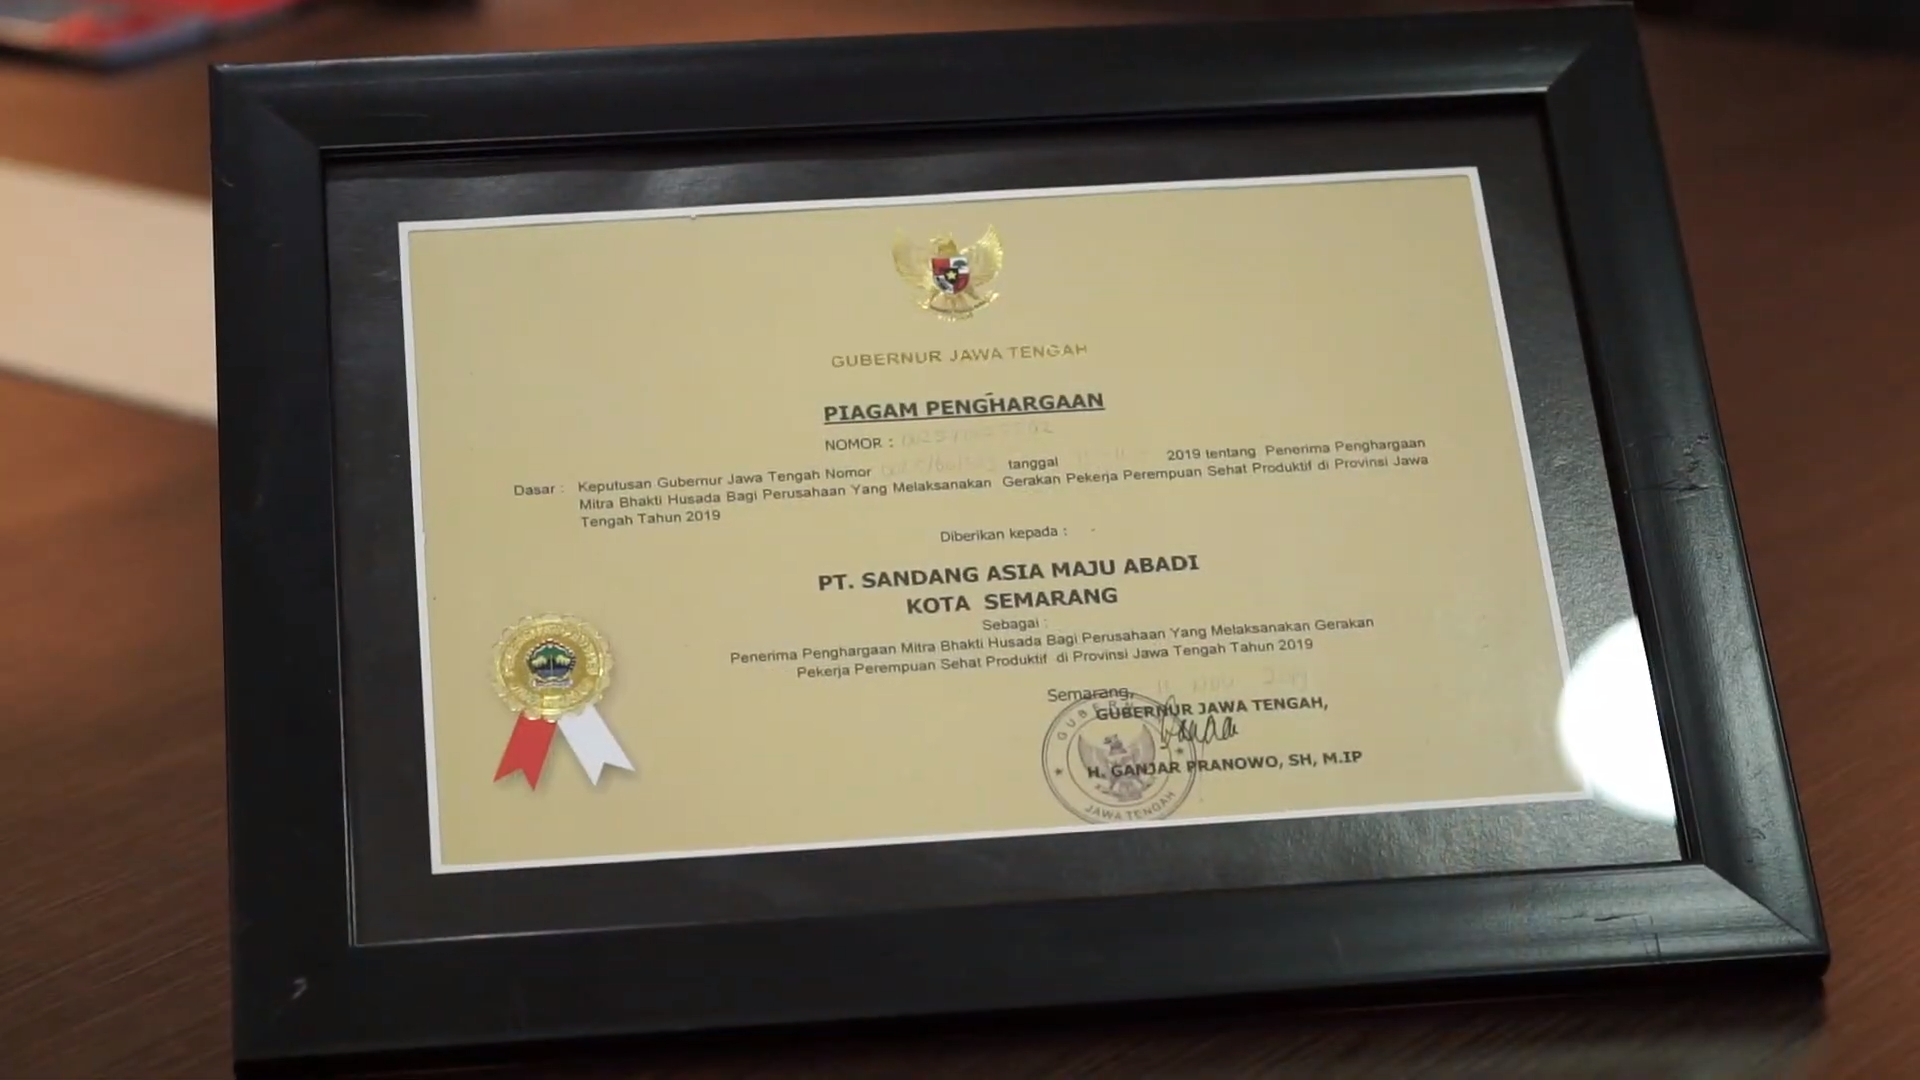 GUBERNUR JAWA TENGAH
PIAGAM PENGHARGAAN
NOMOR :
Dasar : Keputusan Gubernur Jawa Tengah Nomor tanggal 2019 tentang Penerima Penghargaan
Mitra Bhakti Husada Bagi Perusahaan Yang Melaksanakan Gerakan Pekerja Perempuan Sehat Produktif di Provinsi Jawa
Tengah Tahun 2019
Diberikan kepada :
PT. SANDANG ASIA MAJU ABADI
KOTA SEMARANG
Sebagai :
Penerima Penghargaan Mitra Bhakti Husada Bagi Perusahaan Yang Melaksanakan Gerakan
Pekerja Perempuan Sehat Produktif di Provinsi Jawa Tengah Tahun 2019
Semarang,
GUBERNUR JAWA TENGAH,
H. GANJAR PRANOWO, SH, M.IP
GUBERNUR
JAWA TENGAH